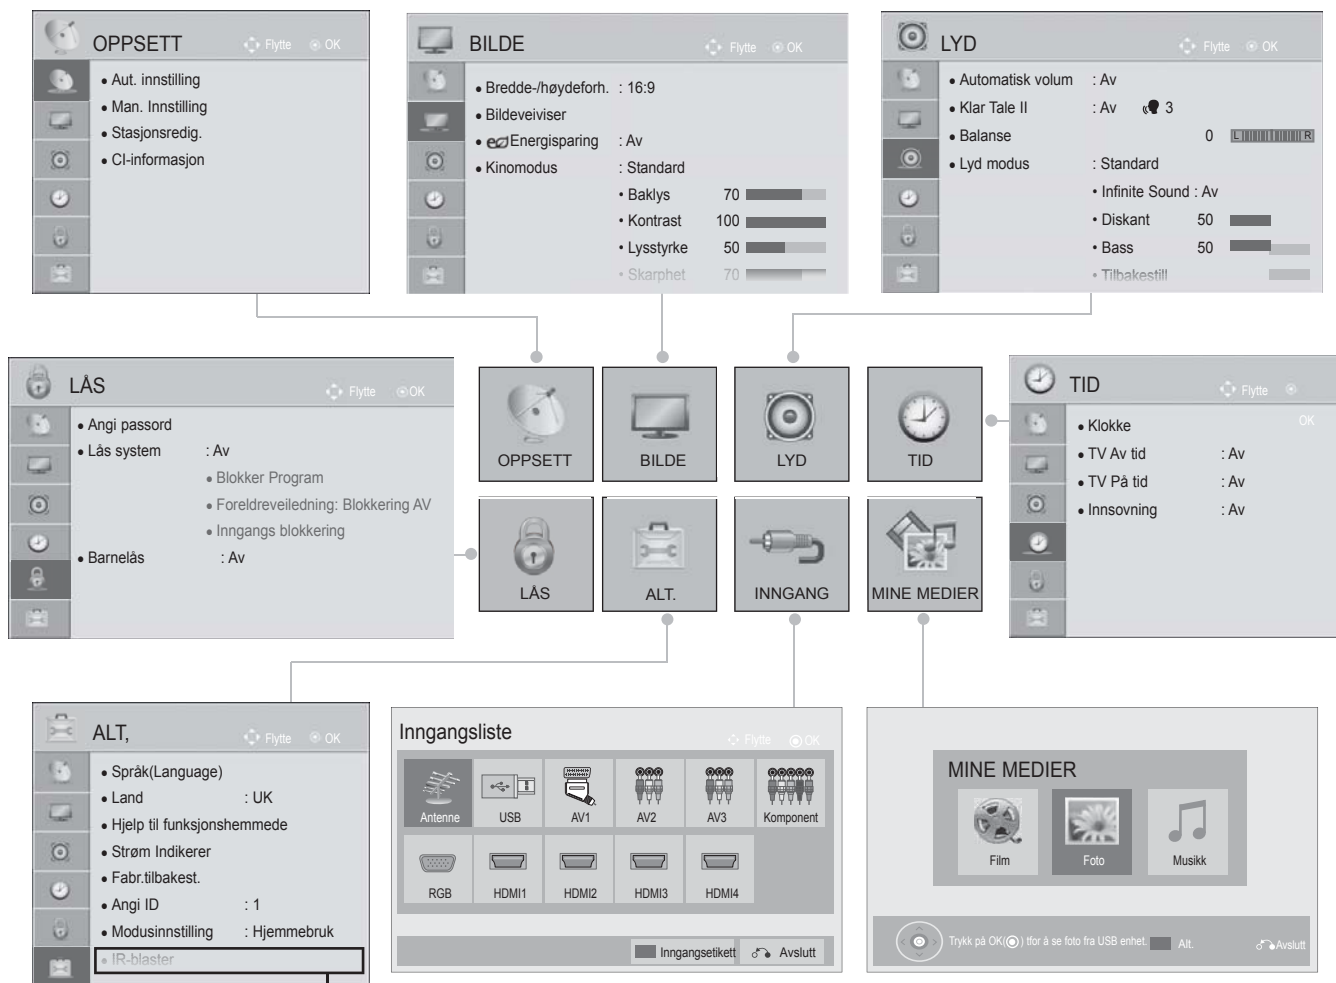 OPPSETT
Flytte OK
• Aut. innstilling
• Man. Innstilling
• Stasjonsredig.
• CI-informasjon
BILDE
Flytte OK
• Bredde-/høydeforh. : 16:9
• Bildeveiviser
• Energisparing : Av
• Kinomodus : Standard
• Baklys 70
• Kontrast 100
• Lysstyrke 50
• Skarphet 70
LYD
Flytte OK
• Automatisk volum : Av
• Klar Tale II : Av 3
• Balanse 0 L R
• Lyd modus : Standard
• Infinite Sound : Av
• Diskant 50
• Bass 50
• Tilbakestill
LÅS
Flytte OK
• Angi passord
• Lås system : Av
• Blokker Program
• Foreldreveiledning: Blokkering AV
• Inngangs blokkering
• Barnelås : Av
OPPSETT
BILDE
LYD
TID
LÅS
ALT.
INNGANG
MINE MEDIER
TID
Flytte
OK
• Klokke
• TV Av tid : Av
• TV På tid : Av
• Innsovning : Av
ALT,
Flytte OK
• Språk(Language)
• Land : UK
• Hjelp til funksjonshemmede
• Strøm Indikerer
• Fabr.tilbakest.
• Angi ID : 1
• Modusinnstilling : Hjemmebruk
• IR-blaster
Inngangsliste
Flytte OK
Antenne USB AV1 AV2 AV3 Komponent
RGB HDMI1 HDMI2 HDMI3 HDMI4
Inngangsetikett Avslutt
MINE MEDIER
Film Foto Musikk
Trykk på OK( ) tfor å se foto fra USB enhet. Alt. Avslutt